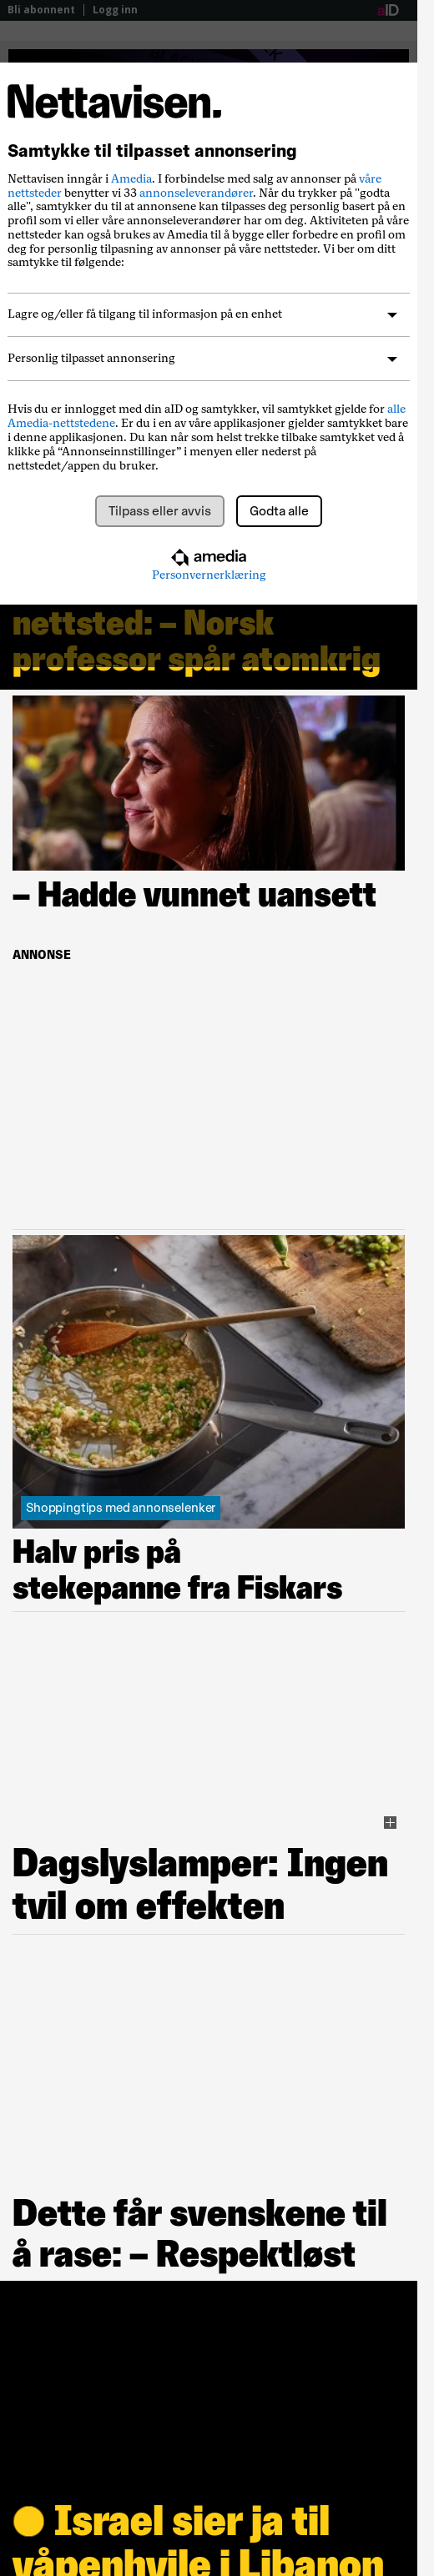 Bli abonnent | Logg inn
aID
Nettavisen.
Samtykke til tilpasset annonsering
Nettavisen inngår i Amedia. I forbindelse med salg av annonser på våre
nettsteder benytter vi 33 annonseleverandører. Når du trykker på "godta
alle", samtykker du til at annonsene kan tilpasses deg personlig basert på en
profil som vi eller våre annonseleverandører har om deg. Aktiviteten på våre
nettsteder kan også brukes av Amedia til å bygge eller forbedre en profil om
deg for personlig tilpasning av annonser på våre nettsteder. Vi ber om ditt
samtykke til følgende:
Lagre og/eller få tilgang til informasjon på en enhet
Personlig tilpasset annonsering
Hvis du er innlogget med din aID og samtykker, vil samtykket gjelde for alle
Amedia-nettstedene. Er du i en av våre applikasjoner gjelder samtykket bare
i denne applikasjonen. Du kan når som helst trekke tilbake samtykket ved å
klikke på “Annonseinnstillinger” i menyen eller nederst på
nettstedet/appen du bruker.
Tilpass eller avvis
Godta alle
amedia
Personvernerklæring
nettsted: – Norsk
professor spår atomkrig
– Hadde vunnet uansett
ANNONSE
Shoppingtips med annonselenker
Halv pris på
stekepanne fra Fiskars
Dagslyslamper: Ingen
tvil om effekten
Dette får svenskene til
å rase: – Respektløst
Israel sier ja til
våpenhvile i Libanon